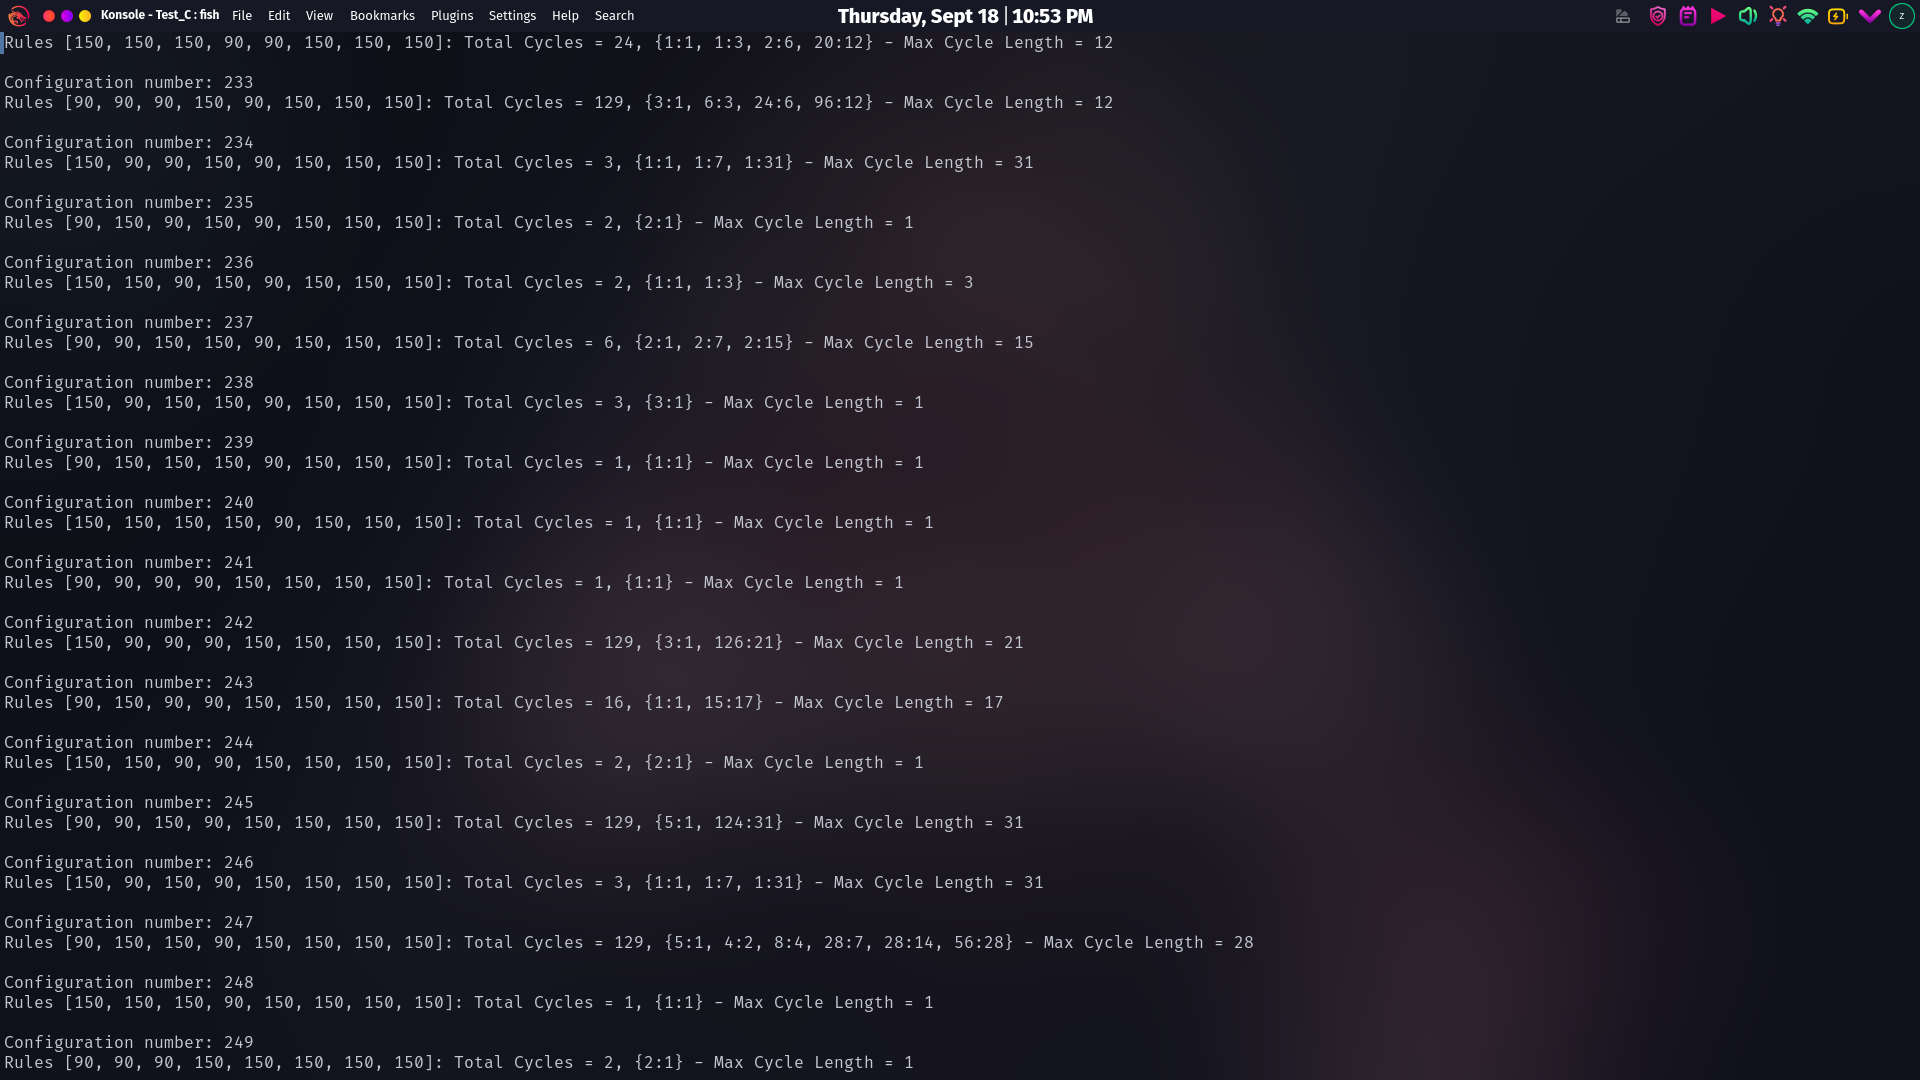 Konsole - Test_C : fish File Edit View Bookmarks Plugins Settings Help Search Thursday, Sept 18 | 10:53 PM z
Rules [150, 150, 150, 90, 90, 150, 150, 150]: Total Cycles = 24, {1:1, 1:3, 2:6, 20:12} - Max Cycle Length = 12
Configuration number: 233
Rules [90, 90, 90, 150, 90, 150, 150, 150]: Total Cycles = 129, {3:1, 6:3, 24:6, 96:12} - Max Cycle Length = 12
Configuration number: 234
Rules [150, 90, 90, 150, 90, 150, 150, 150]: Total Cycles = 3, {1:1, 1:7, 1:31} - Max Cycle Length = 31
Configuration number: 235
Rules [90, 150, 90, 150, 90, 150, 150, 150]: Total Cycles = 2, {2:1} - Max Cycle Length = 1
Configuration number: 236
Rules [150, 150, 90, 150, 90, 150, 150, 150]: Total Cycles = 2, {1:1, 1:3} - Max Cycle Length = 3
Configuration number: 237
Rules [90, 90, 150, 150, 90, 150, 150, 150]: Total Cycles = 6, {2:1, 2:7, 2:15} - Max Cycle Length = 15
Configuration number: 238
Rules [150, 90, 150, 150, 90, 150, 150, 150]: Total Cycles = 3, {3:1} - Max Cycle Length = 1
Configuration number: 239
Rules [90, 150, 150, 150, 90, 150, 150, 150]: Total Cycles = 1, {1:1} - Max Cycle Length = 1
Configuration number: 240
Rules [150, 150, 150, 150, 90, 150, 150, 150]: Total Cycles = 1, {1:1} - Max Cycle Length = 1
Configuration number: 241
Rules [90, 90, 90, 90, 150, 150, 150, 150]: Total Cycles = 1, {1:1} - Max Cycle Length = 1
Configuration number: 242
Rules [150, 90, 90, 90, 150, 150, 150, 150]: Total Cycles = 129, {3:1, 126:21} - Max Cycle Length = 21
Configuration number: 243
Rules [90, 150, 90, 90, 150, 150, 150, 150]: Total Cycles = 16, {1:1, 15:17} - Max Cycle Length = 17
Configuration number: 244
Rules [150, 150, 90, 90, 150, 150, 150, 150]: Total Cycles = 2, {2:1} - Max Cycle Length = 1
Configuration number: 245
Rules [90, 90, 150, 90, 150, 150, 150, 150]: Total Cycles = 129, {5:1, 124:31} - Max Cycle Length = 31
Configuration number: 246
Rules [150, 90, 150, 90, 150, 150, 150, 150]: Total Cycles = 3, {1:1, 1:7, 1:31} - Max Cycle Length = 31
Configuration number: 247
Rules [90, 150, 150, 90, 150, 150, 150, 150]: Total Cycles = 129, {5:1, 4:2, 8:4, 28:7, 28:14, 56:28} - Max Cycle Length = 28
Configuration number: 248
Rules [150, 150, 150, 90, 150, 150, 150, 150]: Total Cycles = 1, {1:1} - Max Cycle Length = 1
Configuration number: 249
Rules [90, 90, 90, 150, 150, 150, 150, 150]: Total Cycles = 2, {2:1} - Max Cycle Length = 1